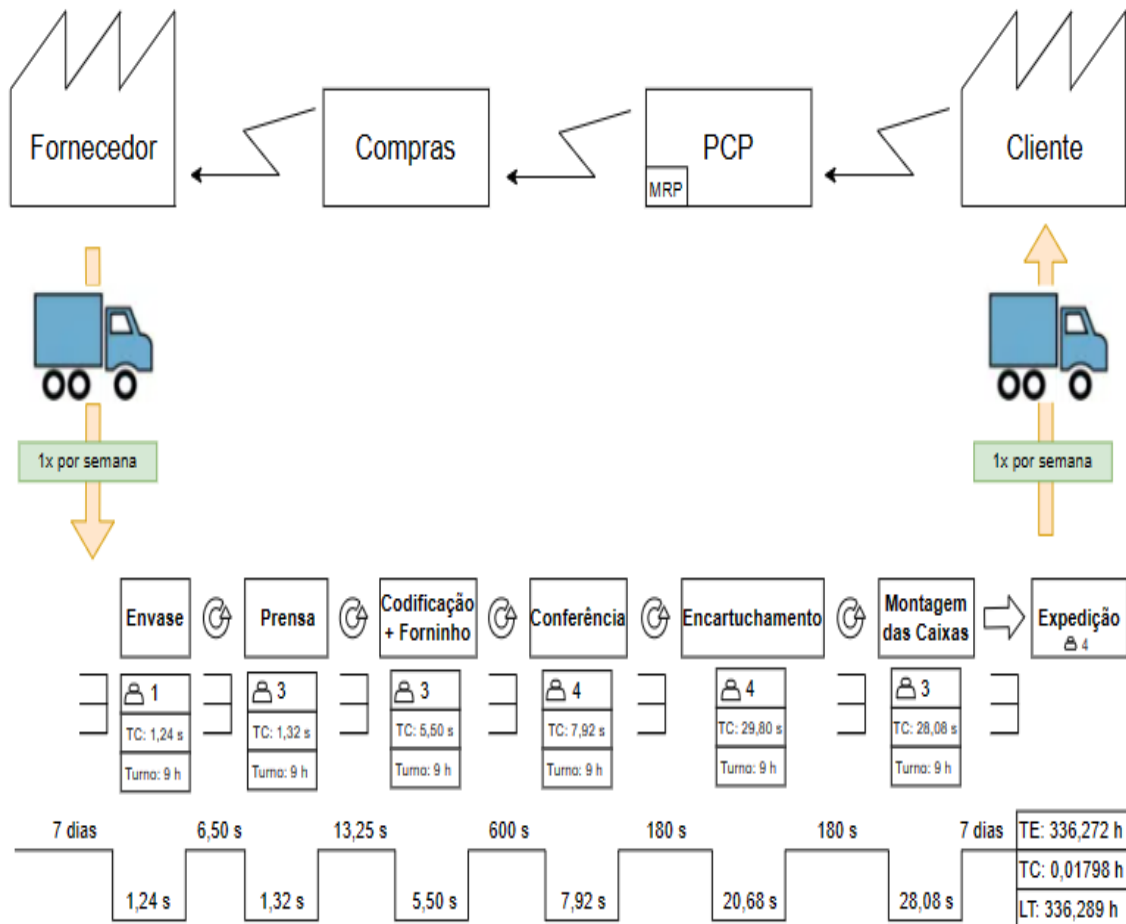 Fornecedor
Compras
PCP
MRP
Cliente
1x por semana
1x por semana
Envase
Prensa
Codificação
+ Forninho
Conferência
Encartuchamento
Montagem
das Caixas
Expedição
4
1
TC: 1,24 s
Turno: 9 h
3
TC: 1,32 s
Turno: 9 h
3
TC: 5,50 s
Turno: 9 h
4
TC: 7,92 s
Turno: 9 h
4
TC: 29,80 s
Turno: 9 h
3
TC: 28,08 s
Turno: 9 h
7 dias
6,50 s
13,25 s
600 s
180 s
180 s
7 dias
1,24 s
1,32 s
5,50 s
7,92 s
20,68 s
28,08 s
TE: 336,272 h
TC: 0,01798 h
LT: 336,289 h